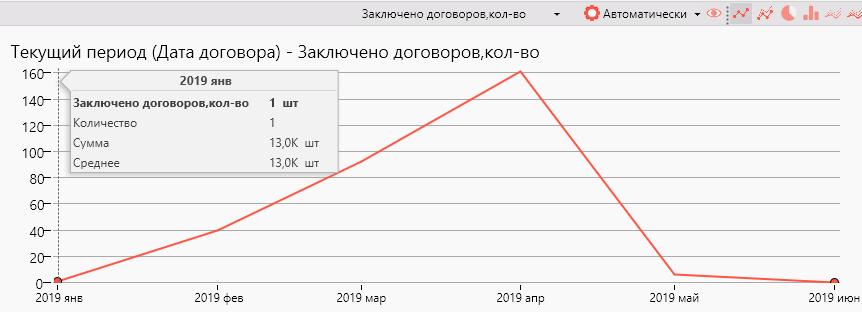 Заключено договоров,кол-во Автоматически
Текущий период (Дата договора) - Заключено договоров,кол-во
160
140
120
100
80
60
40
20
0
2019 янв
Заключено договоров,кол-во 1 шт
Количество 1
Сумма 13,0К шт
Среднее 13,0К шт
2019 янв 2019 фев 2019 мар 2019 апр 2019 май 2019 июн